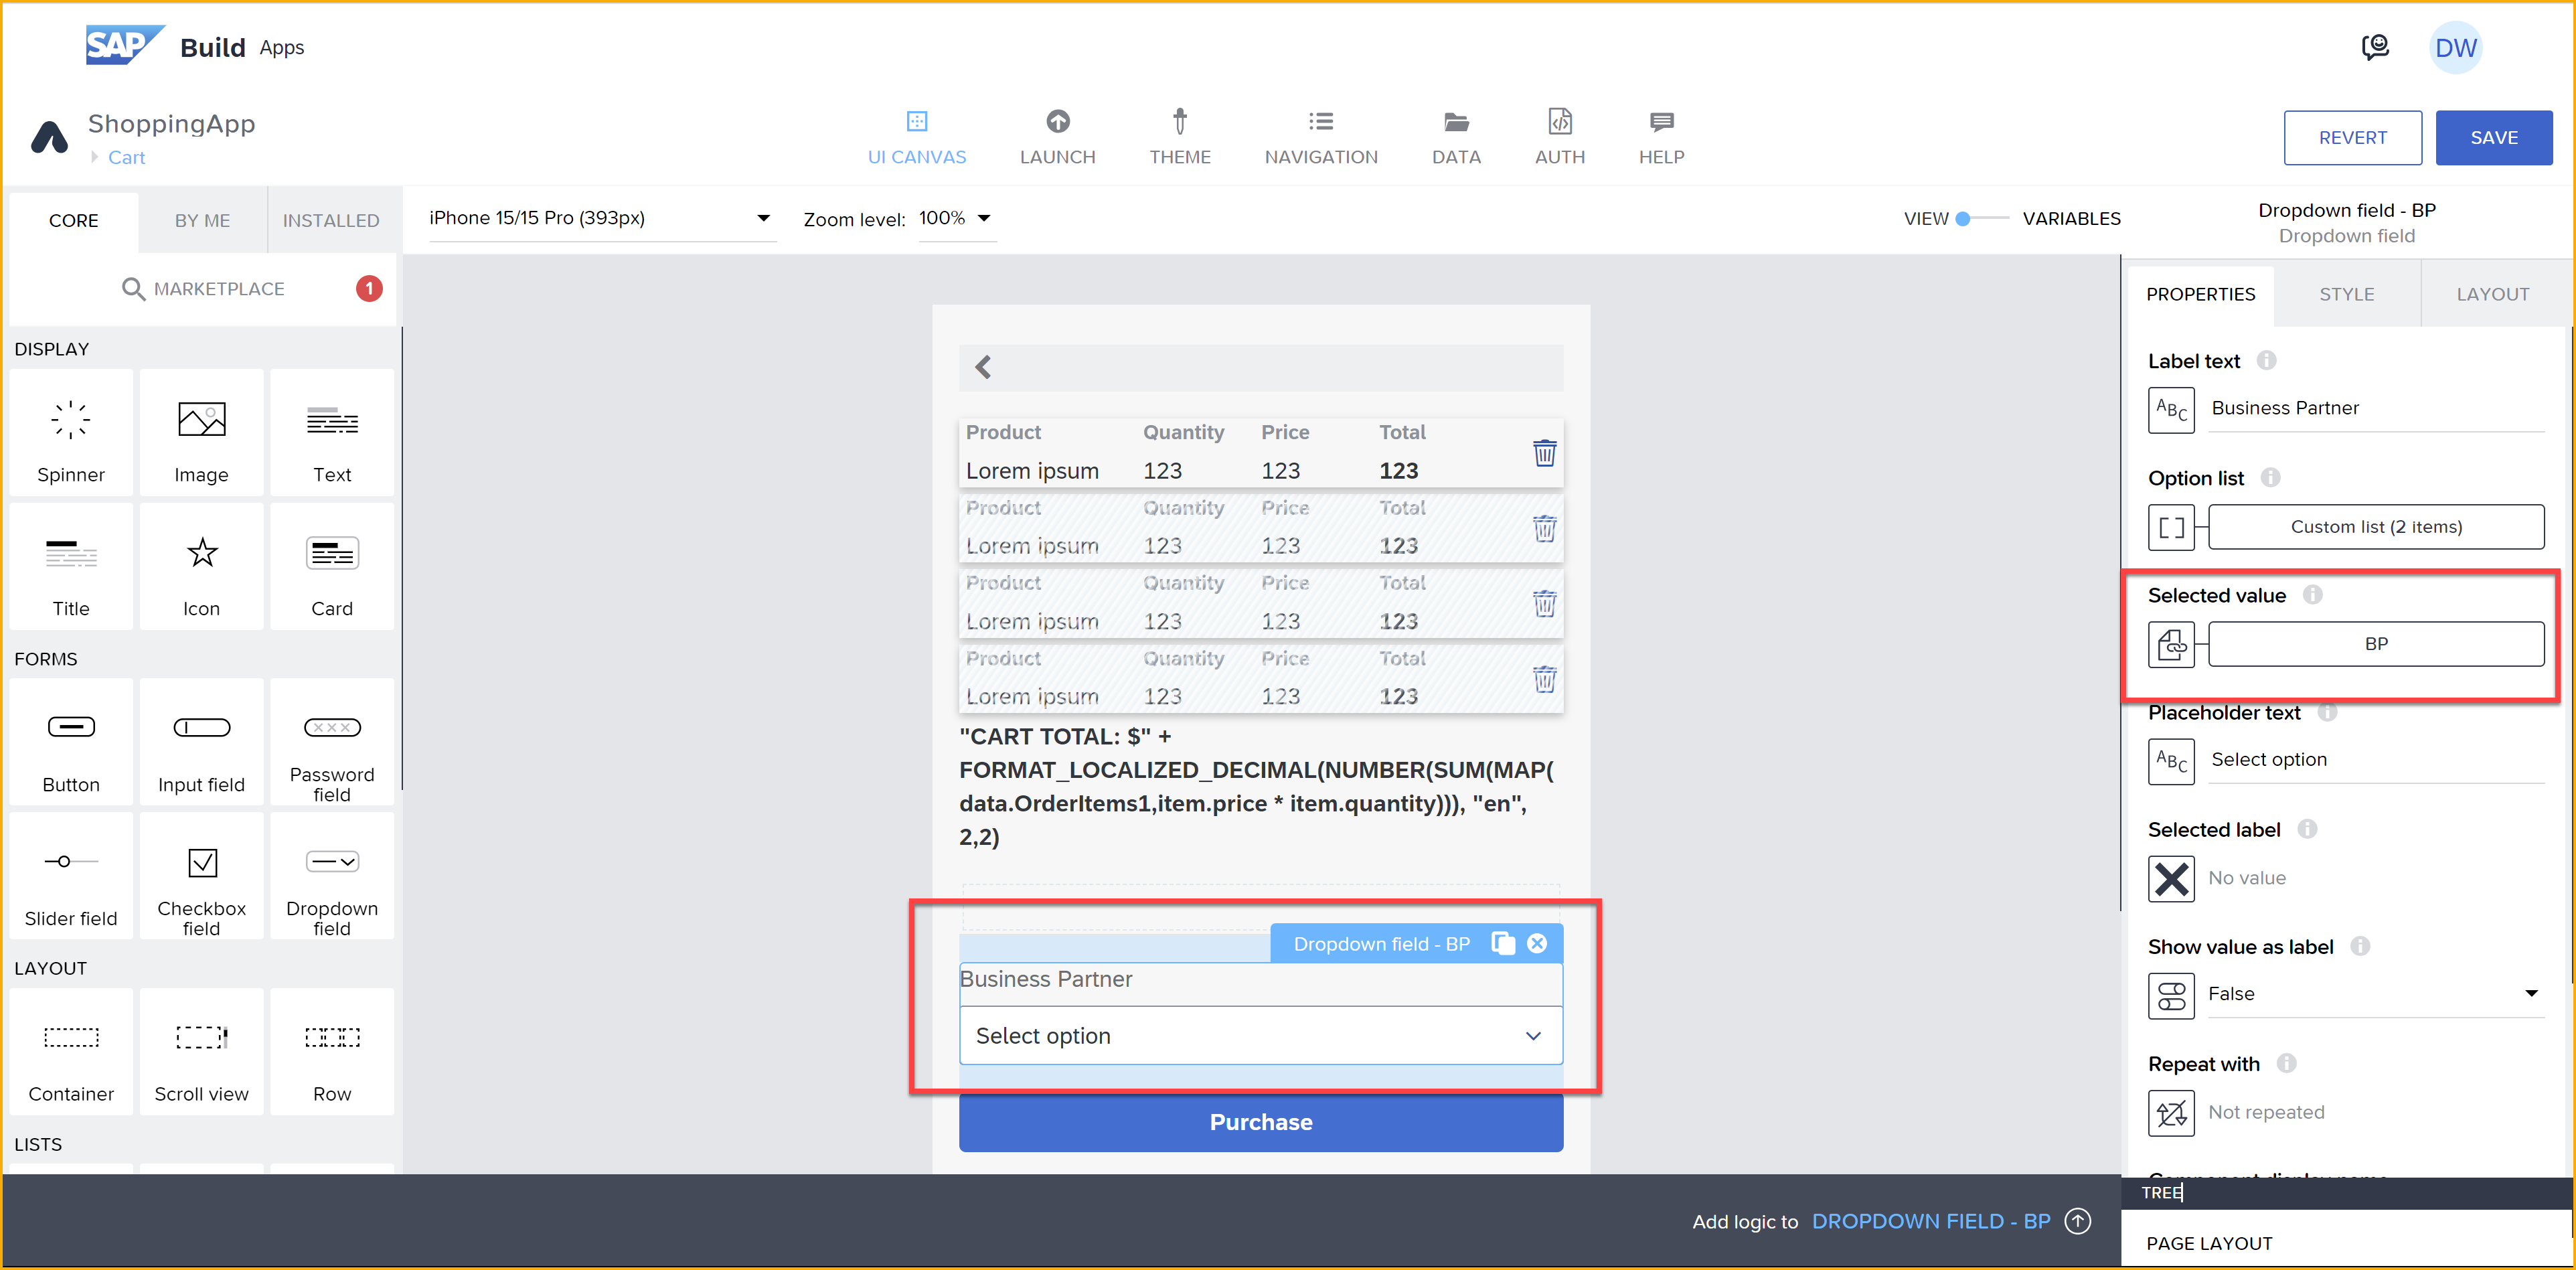 SAP Build Apps
DW
ShoppingApp
Cart
UI CANVAS
LAUNCH
THEME
NAVIGATION
DATA
AUTH
HELP
REVERT
SAVE
CORE
BY ME
INSTALLED
iPhone 15/15 Pro (393px)
Zoom level: 100%
VIEW
VARIABLES
Dropdown field - BP
Dropdown field
MARKETPLACE
1
DISPLAY
Spinner
Image
Text
Title
Icon
Card
FORMS
Button
Input field
Password
field
Slider field
Checkbox
field
Dropdown
field
LAYOUT
Container
Scroll view
Row
LISTS
Product Quantity Price Total
Lorem ipsum 123 123 123
Product Quantity Price Total
Lorem ipsum 123 123 123
Product Quantity Price Total
Lorem ipsum 123 123 123
Product Quantity Price Total
Lorem ipsum 123 123 123
"CART TOTAL: $" +
FORMAT_LOCALIZED_DECIMAL(NUMBER(SUM(MAP(
data.OrderItems1,item.price * item.quantity))), "en",
2,2)
Dropdown field - BP
Business Partner
Select option
Purchase
Add logic to DROPDOWN FIELD - BP
PROPERTIES
STYLE
LAYOUT
Label text
ABC
Business Partner
Option list
Custom list (2 items)
Selected value
BP
Placeholder text
ABC
Select option
Selected label
No value
Show value as label
False
Repeat with
Not repeated
Component display name
TREE
PAGE LAYOUT